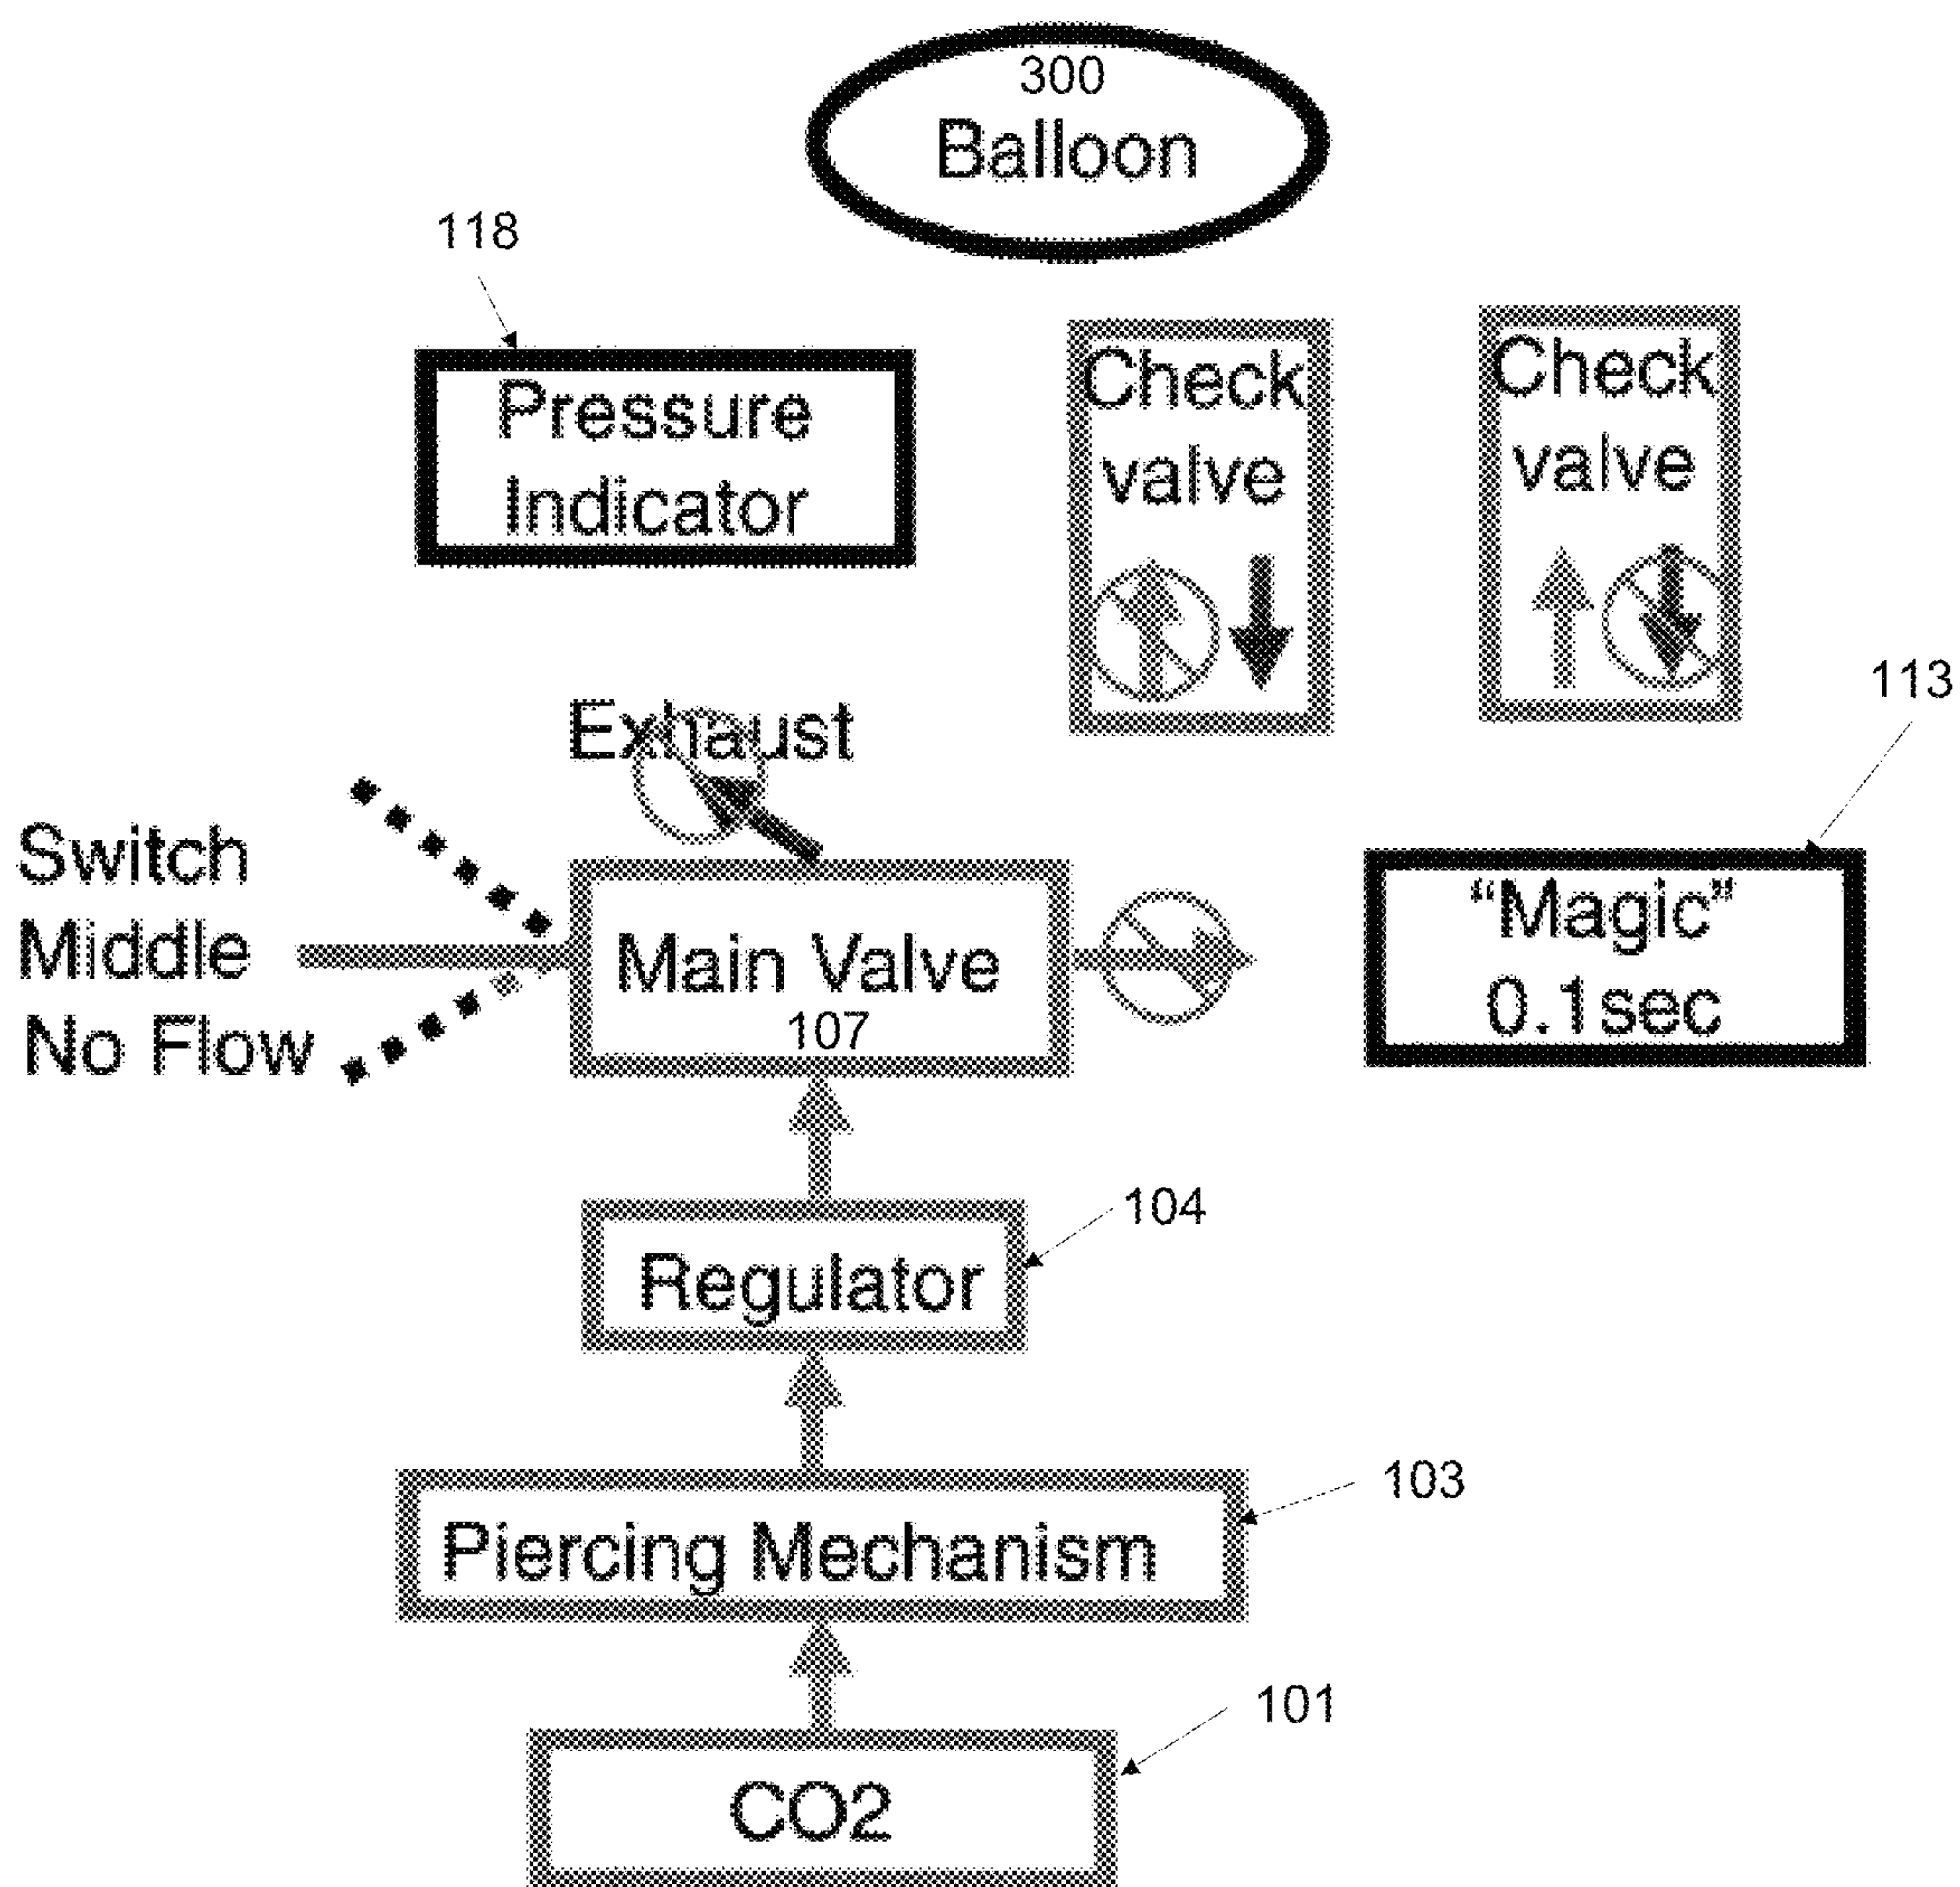 300
Balloon
118
Pressure
Indicator
Check
valve
Check
valve
113
Exhaust
Switch
Middle
No Flow
Main Valve
107
“Magic”
0.1sec
104
Regulator
103
Piercing Mechanism
101
CO2